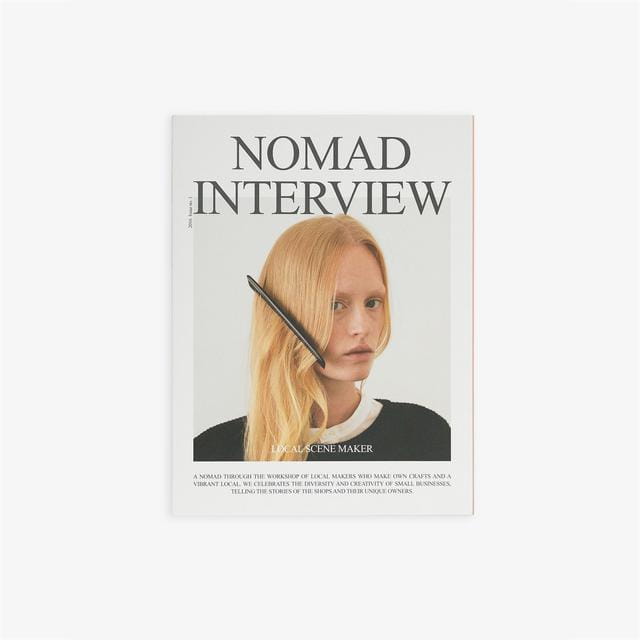 NOMAD
INTERVIEW
2016. Issue no. 1
LOCAL SCENE MAKER
A NOMAD THROUGH THE WORKSHOP OF LOCAL MAKERS WHO MAKE OWN CRAFTS AND A
VIBRANT LOCAL. WE CELEBRATES THE DIVERSITY AND CREATIVITY OF SMALL BUSINESSES,
TELLING THE STORIES OF THE SHOPS AND THEIR UNIQUE OWNERS.